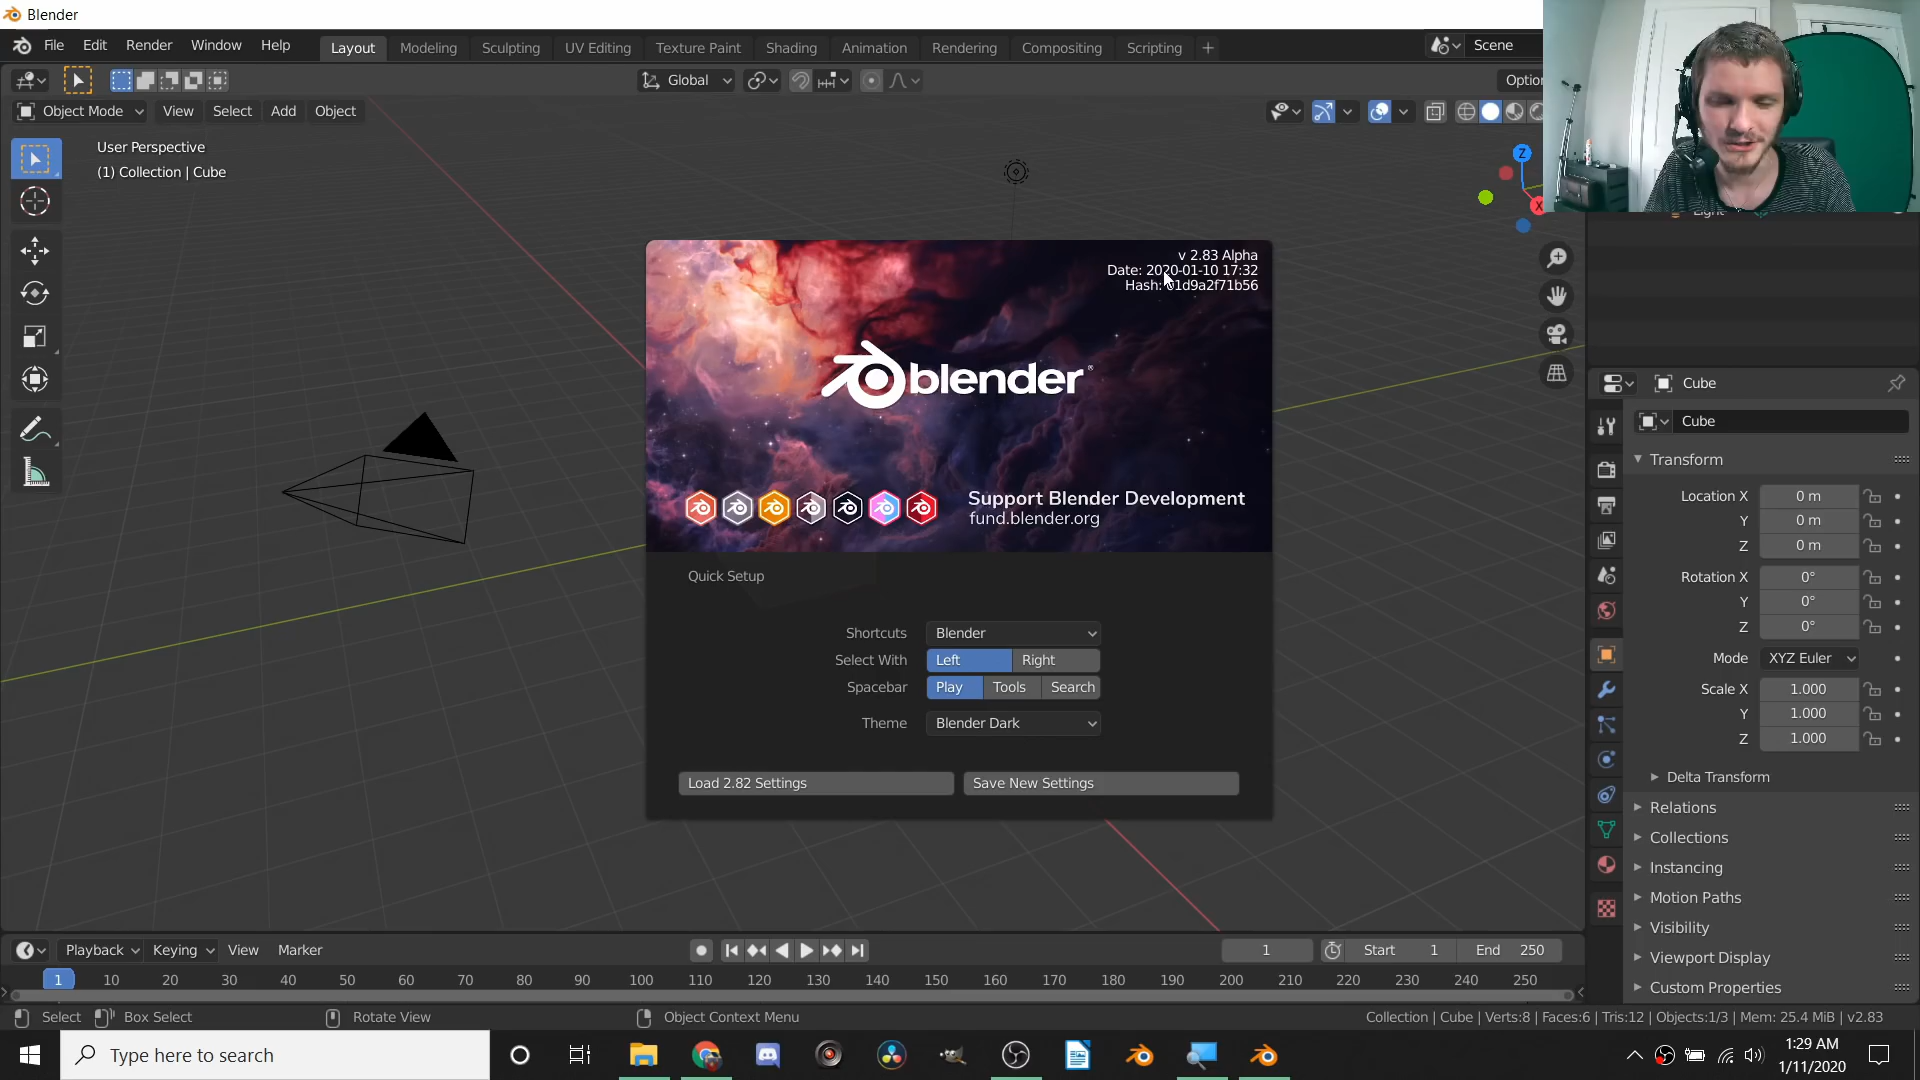 Blender
File Edit Render Window Help Layout Modeling Sculpting UV Editing Texture Paint Shading Animation Rendering Compositing Scripting + Scene
Global Option
Object Mode View Select Add Object
User Perspective
(1) Collection | Cube
Z
X
v 2.83 Alpha
Date: 2020-01-10 17:32
Hash: 01d9a2f71b56
blender®
Support Blender Development
fund.blender.org
Quick Setup
Shortcuts Blender
Select With Left Right
Spacebar Play Tools Search
Theme Blender Dark
Load 2.82 Settings Save New Settings
Light
Cube
Cube
Transform
Location X 0 m
Y 0 m
Z 0 m
Rotation X 0°
Y 0°
Z 0°
Mode XYZ Euler
Scale X 1.000
Y 1.000
Z 1.000
Delta Transform
Relations
Collections
Instancing
Motion Paths
Visibility
Viewport Display
Custom Properties
Playback Keying View Marker 1 Start 1 End 250
1 10 20 30 40 50 60 70 80 90 100 110 120 130 140 150 160 170 180 190 200 210 220 230 240 250
Select Box Select Rotate View Object Context Menu Collection | Cube | Verts:8 | Faces:6 | Tris:12 | Objects:1/3 | Mem: 25.4 MiB | v2.83
Type here to search
1:29 AM
1/11/2020